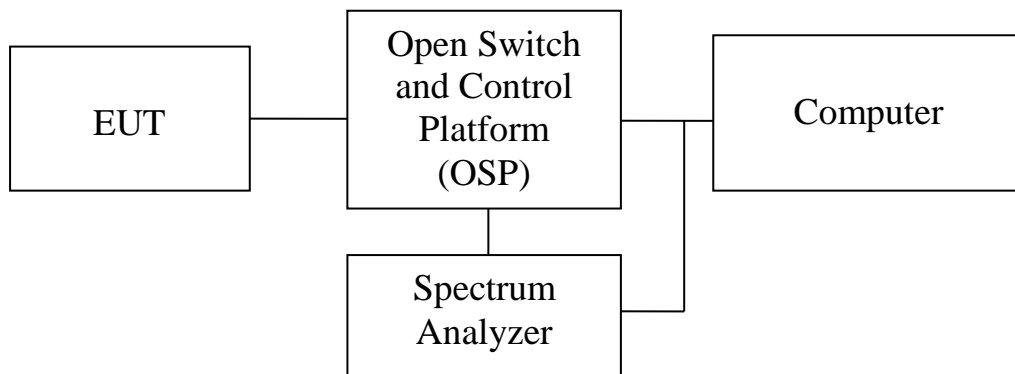 EUT
Open Switch
and Control
Platform
(OSP)
Computer
Spectrum
Analyzer